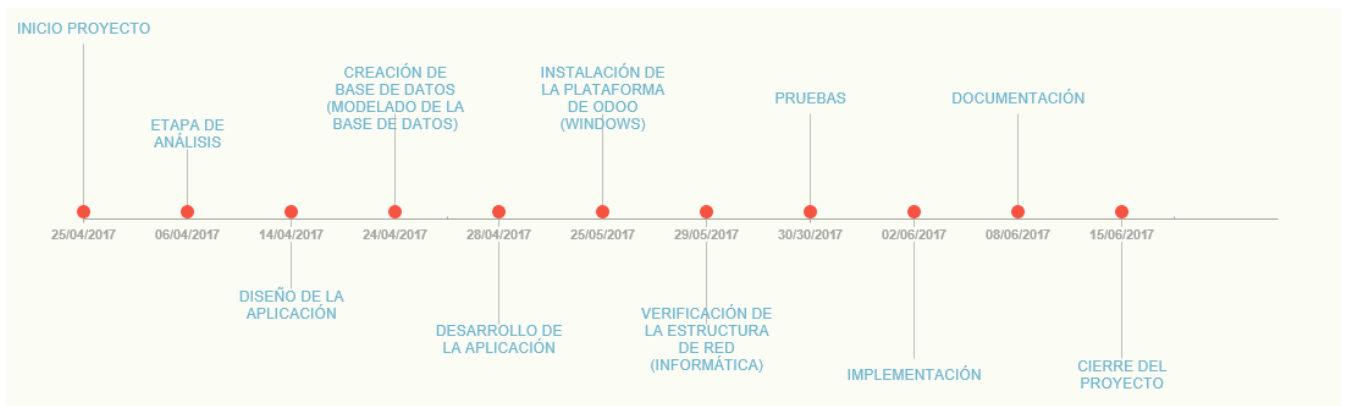 INICIO PROYECTO
25/04/2017
ETAPA DE
ANÁLISIS
06/04/2017
14/04/2017
DISEÑO DE LA
APLICACIÓN
CREACIÓN DE
BASE DE DATOS
(MODELADO DE LA
BASE DE DATOS)
24/04/2017
28/04/2017
DESARROLLO DE
LA APLICACIÓN
INSTALACIÓN DE
LA PLATAFORMA
DE ODOO
(WINDOWS)
25/05/2017
29/05/2017
VERIFICACIÓN DE
LA ESTRUCTURA
DE RED
(INFORMÁTICA)
PRUEBAS
30/30/2017
02/06/2017
IMPLEMENTACIÓN
DOCUMENTACIÓN
08/06/2017
15/06/2017
CIERRE DEL
PROYECTO